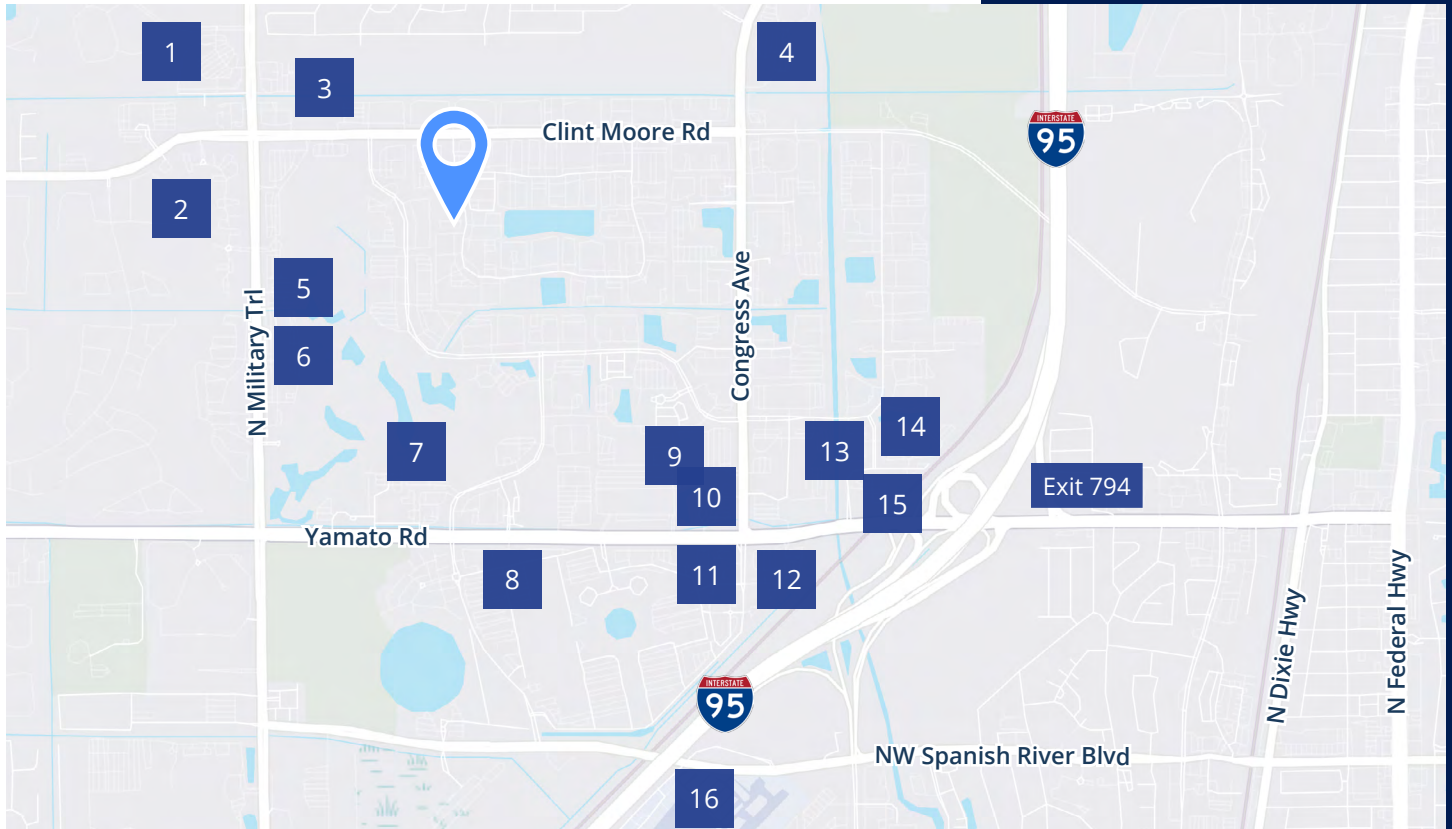 1
4
3
Clint Moore Rd
INTERSTATE
95
2
5
N Military Trl
Congress Ave
6
14
7
13
9
Exit 794
10
15
Yamato Rd
11
8
12
N Dixie Hwy
N Federal Hwy
INTERSTATE
95
NW Spanish River Blvd
16